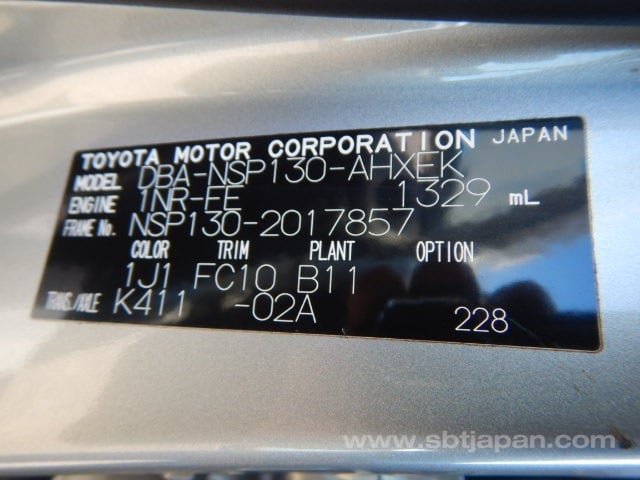 TOYOTA MOTOR CORPORATION JAPAN
MODEL DBA-NSP130-AHXEK
ENGINE 1NR-EE 1329 mL
FRAME No. NSP130-2017857
COLOR TRIM PLANT OPTION
1J1 FC10 B11
TRANS./AXLE K411 -02A 228
www.sbtjapan.com